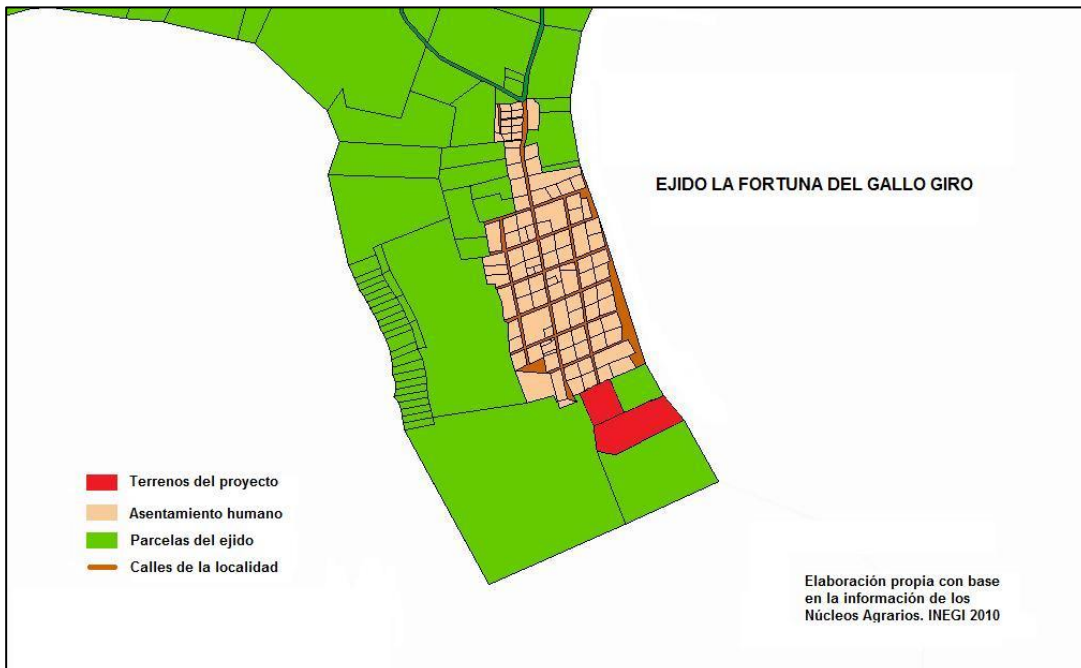 EJIDO LA FORTUNA DEL GALLO GIRO
Terrenos del proyecto
Asentamiento humano
Parcelas del ejido
Calles de la localidad
Elaboración propia con base
en la información de los
Núcleos Agrarios. INEGI 2010